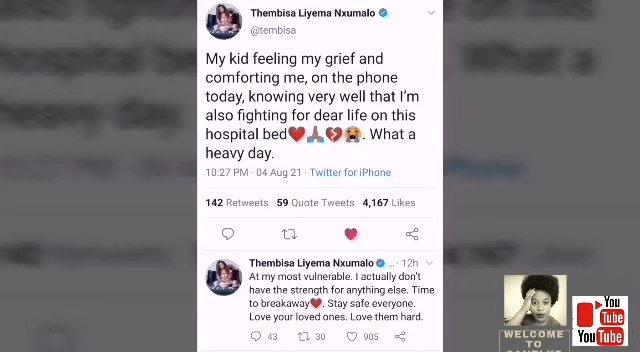 Thembisa Liyema Nxumalo
@tembisa
My kid feeling my grief and
comforting me, on the phone
today, knowing very well that I'm
also fighting for dear life on this
hospital bed❤️🙏🏽💔😭. What a
heavy day.
10:27 PM · 04 Aug 21 · Twitter for iPhone
142 Retweets 59 Quote Tweets 4,167 Likes
Thembisa Liyema Nxumalo ... · 12h
At my most vulnerable. I actually don't
have the strength for anything else. Time
to breakaway❤️. Stay safe everyone.
Love your loved ones. Love them hard.
43 30 905
WELCOME
TO
You
Tube
YouTube